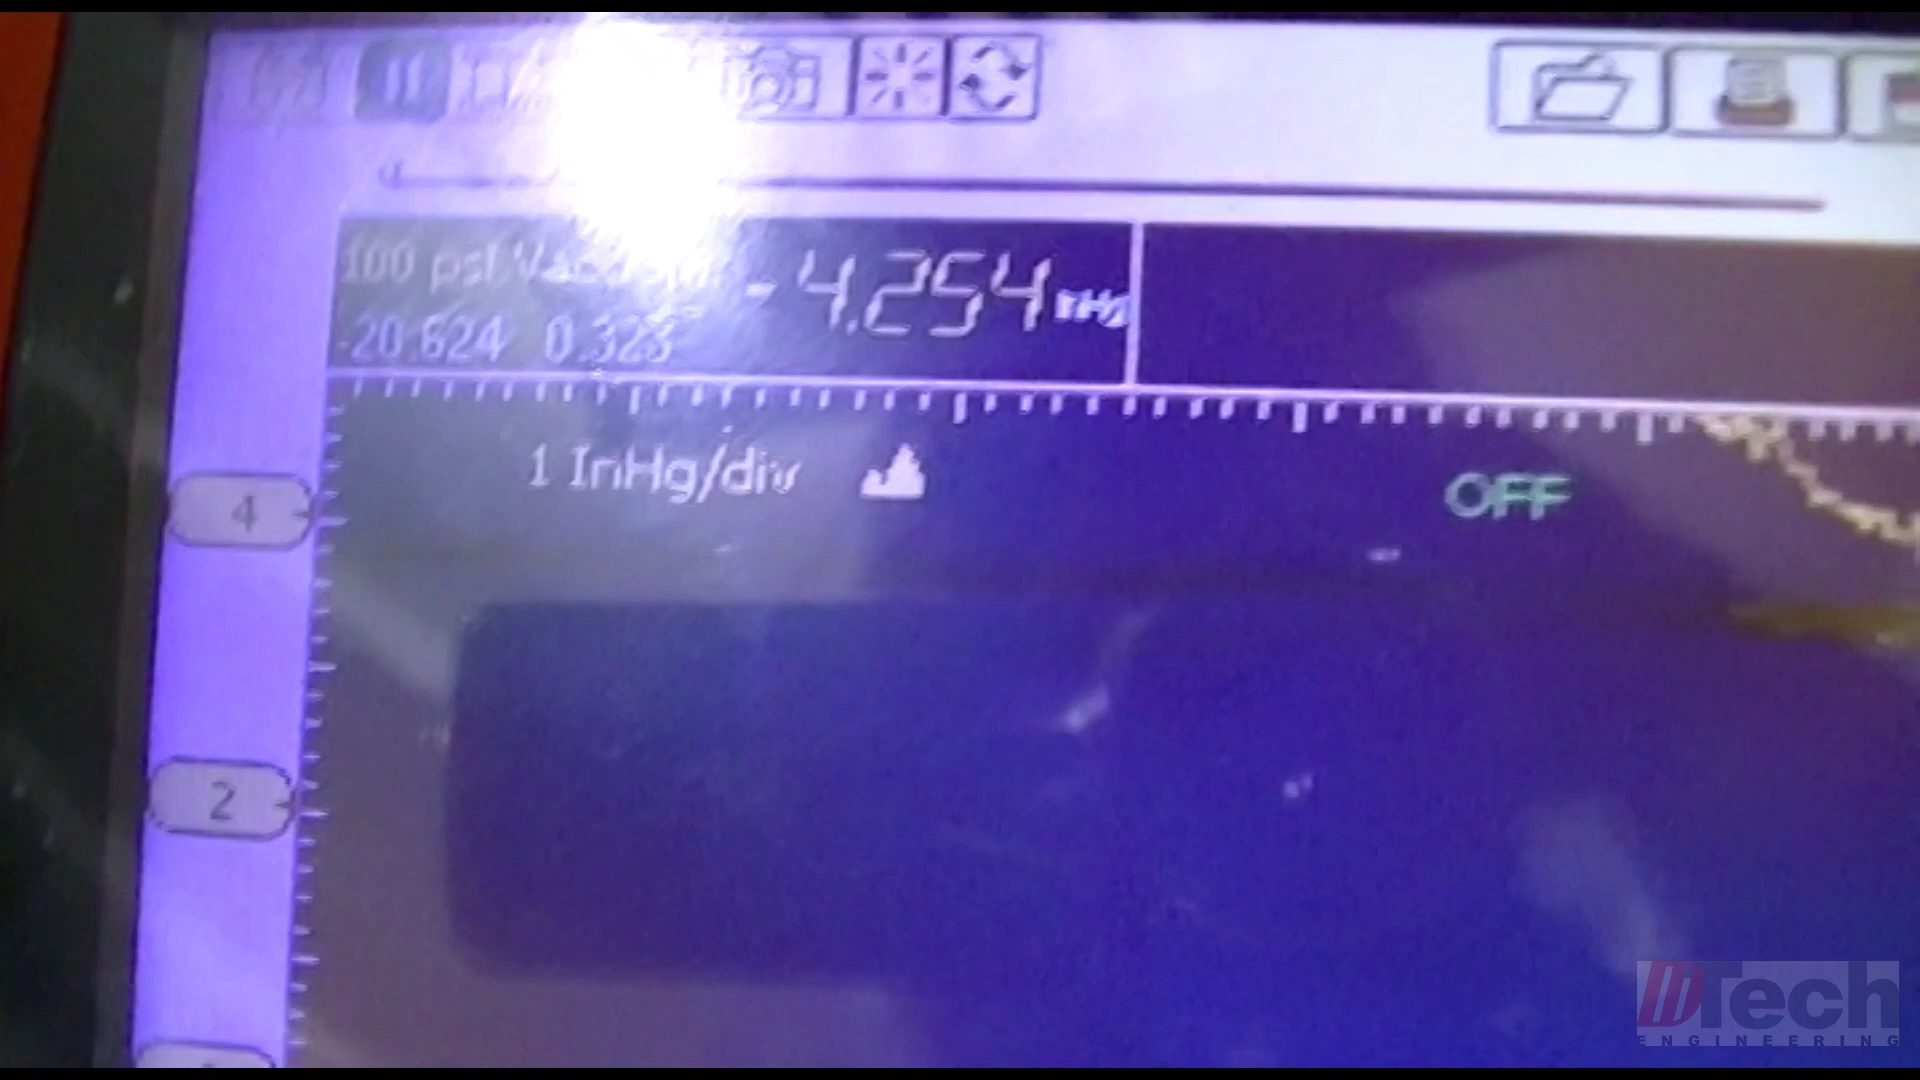 100 psi
-4.254
-20.624 0.323
1 InHg/div
OFF
4
2
Tech
ENGINEERING